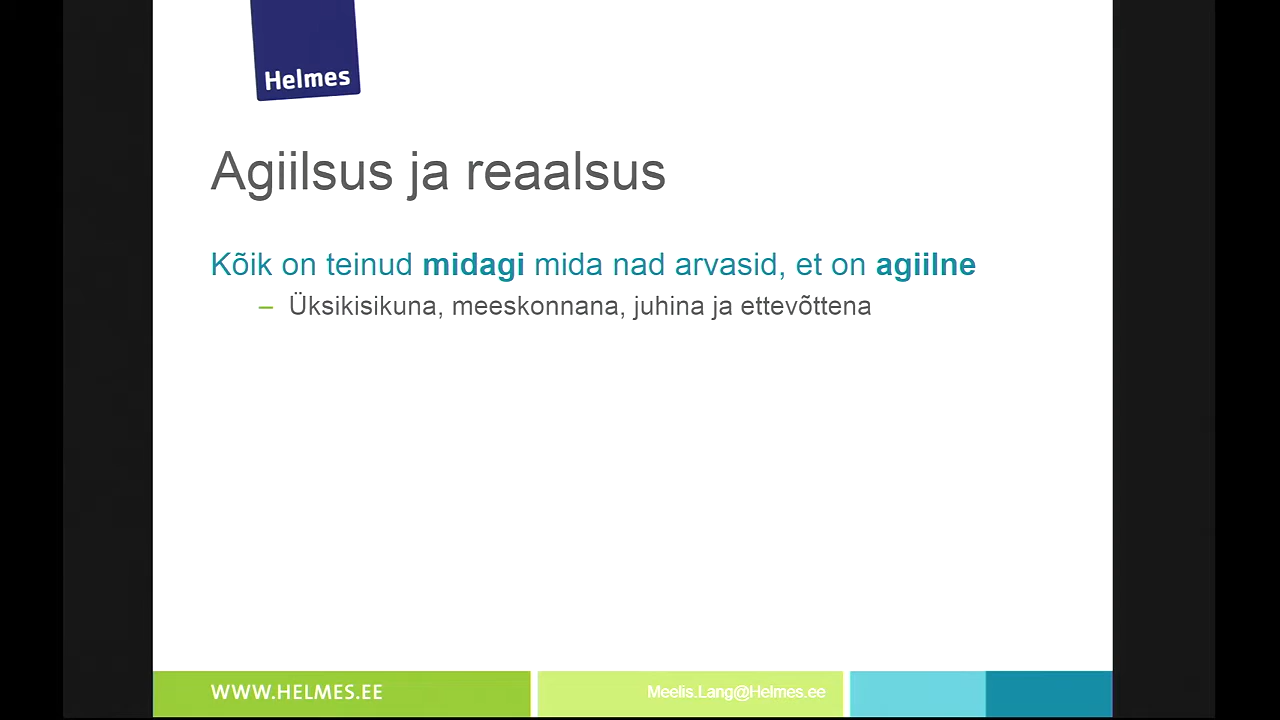 Helmes
Agiilsus ja reaalsus
Kõik on teinud midagi mida nad arvasid, et on agiilne
– Üksikisikuna, meeskonnana, juhina ja ettevõttena
WWW.HELMES.EE
Meelis.Lang@Helmes.ee